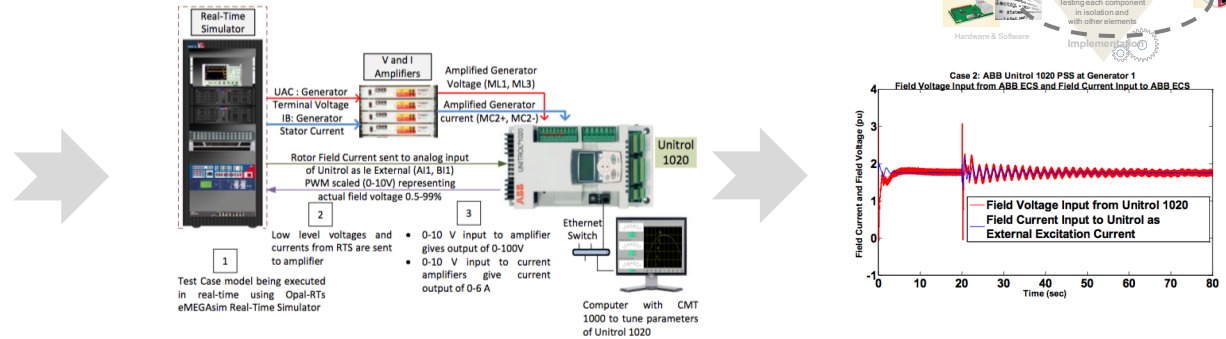 Real-Time
Simulator
V and I
Amplifiers
UAC : Generator
Terminal Voltage
IB: Generator
Stator Current
Amplified Generator
Voltage (ML1, ML3)
Amplified Generator
current (MC2+, MC2-)
Rotor Field Current sent to analog input
of Unitrol as Ie External (AI1, BI1)
PWM scaled (0-10V) representing
actual field voltage 0.5-99%
UNITROL®1000
ABB
Unitrol
1020
Ethernet
Switch
1
Test Case model being executed
in real-time using Opal-RTs
eMEGAsim Real-Time Simulator
2
Low level voltages and
currents from RTS are sent
to amplifier
3
• 0-10 V input to amplifier
gives output of 0-100V
• 0-10 V input to current
amplifiers give current
output of 0-6 A
Computer with CMT
1000 to tune parameters
of Unitrol 1020
Testing each component
in isolation and
with other elements
Hardware & Software
Implementation
Case 2: ABB Unitrol 1020 PSS at Generator 1
Field Voltage Input from ABB ECS and Field Current Input to ABB ECS
Field Current and Field Voltage (pu)
4
3
2
1
0
-1
Field Voltage Input from Unitrol 1020
Field Current Input to Unitrol as
External Excitation Current
0 10 20 30 40 50 60 70 80
Time (sec)